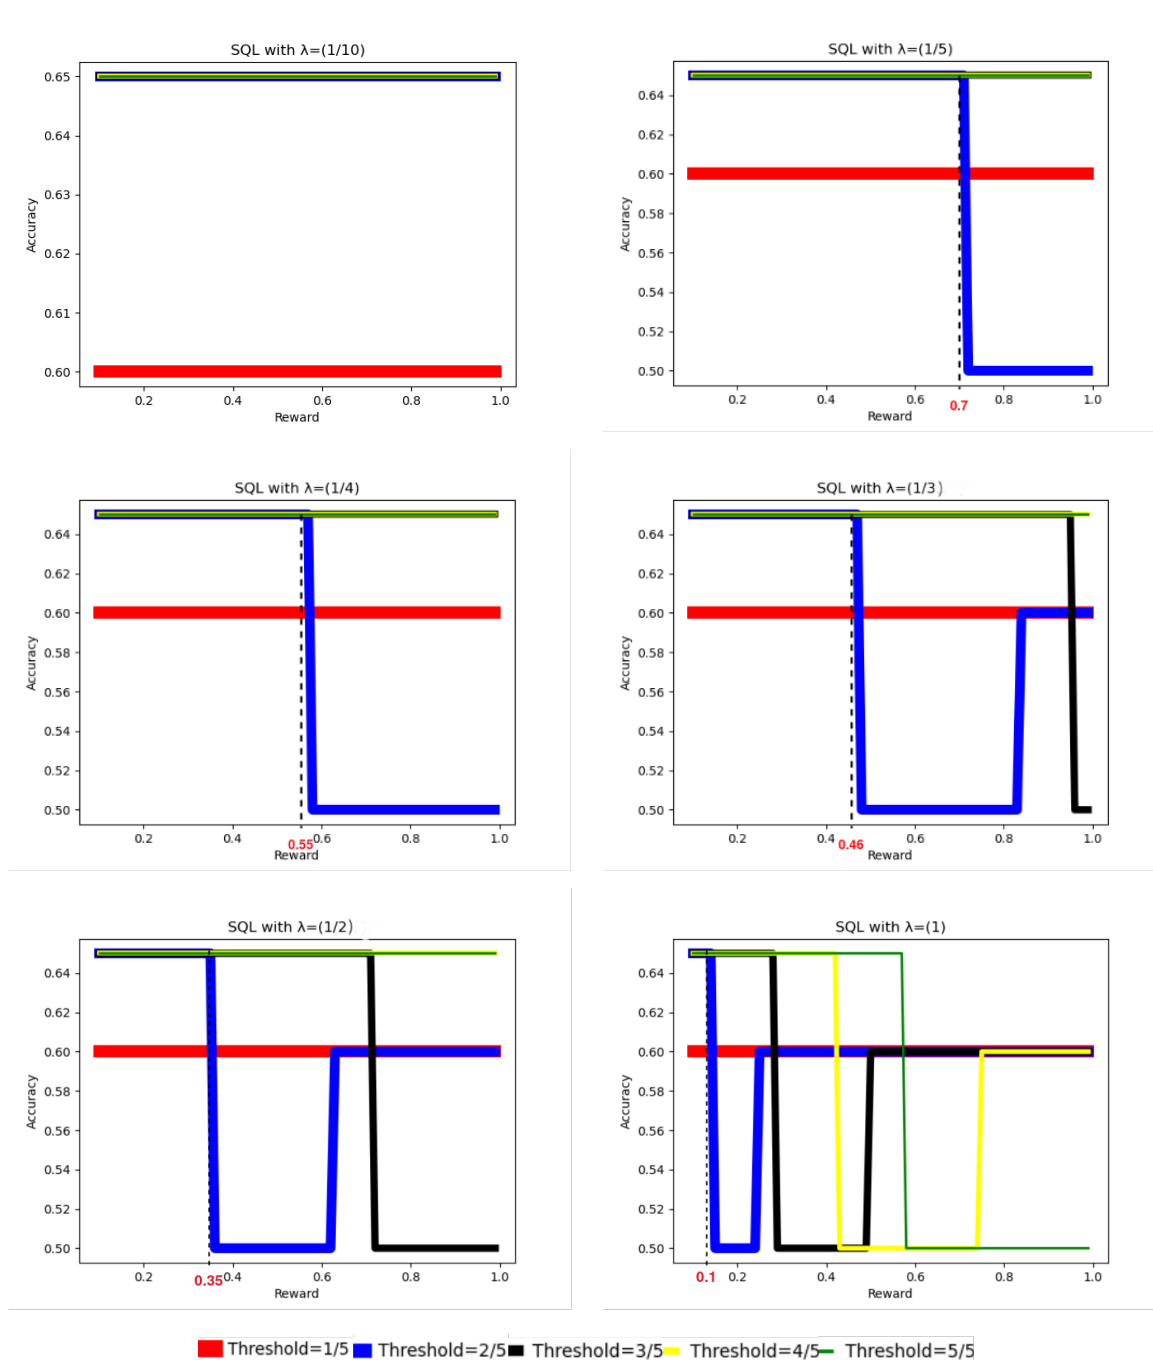 SQL with λ=(1/10)
0.65
0.64
0.63
0.62
0.61
0.60
Accuracy
0.2 0.4 0.6 0.8 1.0
Reward
SQL with λ=(1/5)
0.64
0.62
0.60
0.58
0.56
0.54
0.52
0.50
Accuracy
0.2 0.4 0.6 0.8 1.0
0.7
Reward
SQL with λ=(1/4)
0.64
0.62
0.60
0.58
0.56
0.54
0.52
0.50
Accuracy
0.2 0.4 0.6 0.8 1.0
0.55
Reward
SQL with λ=(1/3)
0.64
0.62
0.60
0.58
0.56
0.54
0.52
0.50
Accuracy
0.2 0.4 0.6 0.8 1.0
0.46
Reward
SQL with λ=(1/2)
0.64
0.62
0.60
0.58
0.56
0.54
0.52
0.50
Accuracy
0.2 0.4 0.6 0.8 1.0
0.35
Reward
SQL with λ=(1)
0.64
0.62
0.60
0.58
0.56
0.54
0.52
0.50
Accuracy
0.2 0.4 0.6 0.8 1.0
0.1
Reward
Threshold=1/5 Threshold=2/5 Threshold=3/5 Threshold=4/5 Threshold=5/5